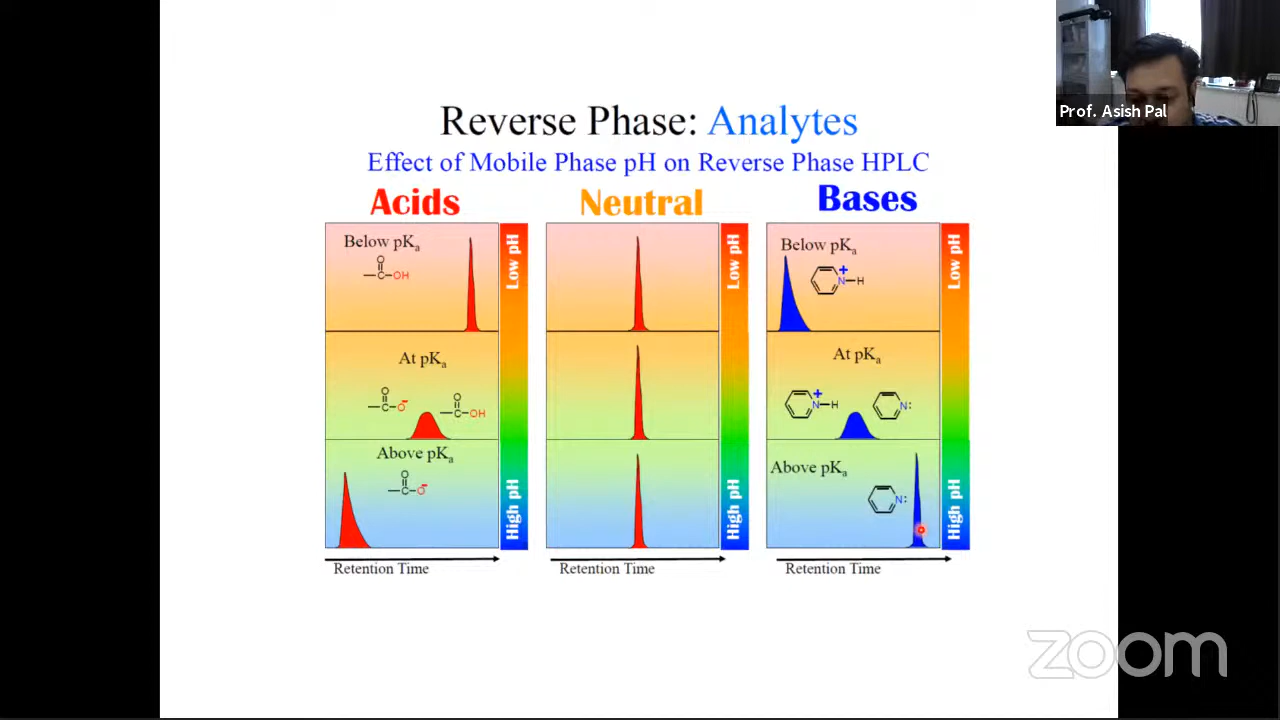 Prof. Asish Pal
Reverse Phase: Analytes
Effect of Mobile Phase pH on Reverse Phase HPLC
Acids
Neutral
Bases
Below pKa
C
O
OH
Low pH
At pKa
C
O
O-
C
O
OH
Above pKa
C
O
O-
High pH
Low pH
High pH
Below pKa
+
N-H
Low pH
At pKa
+
N-H
N:
Above pKa
N:
High pH
Retention Time
Retention Time
Retention Time
zoom